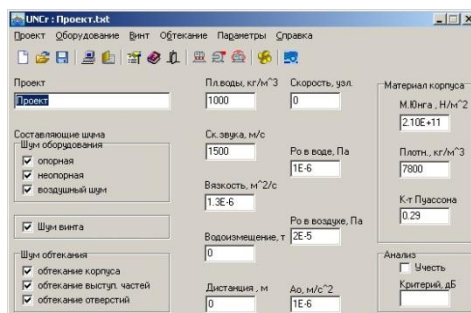 UNCr : Проект.txt
Проект Оборудование Винт Обтекание Параметры Справка
Проект
Проект
Составляющие шума
Шум оборудования
опорная
неопорная
воздушный шум
Шум винта
Шум обтекания
обтекание корпуса
обтекание выступ. частей
обтекание отверстий
Пл.воды, кг/м^3
1000
Ск.звука, м/с
1500
Вязкость, м^2/с
1.3E-6
Водоизмещение, т
0
Дистанция , м
0
Скорость, узл.
0
Ро в воде, Па
1E-6
Ро в воздухе, Па
2E-5
Ао, м/с^2
1E-6
Материал корпуса
М.Юнга , Н/м^2
2.10E+11
Плотн., кг/м^3
7800
К-т Пуассона
0.29
Анализ
Учесть
Критерий, дБ